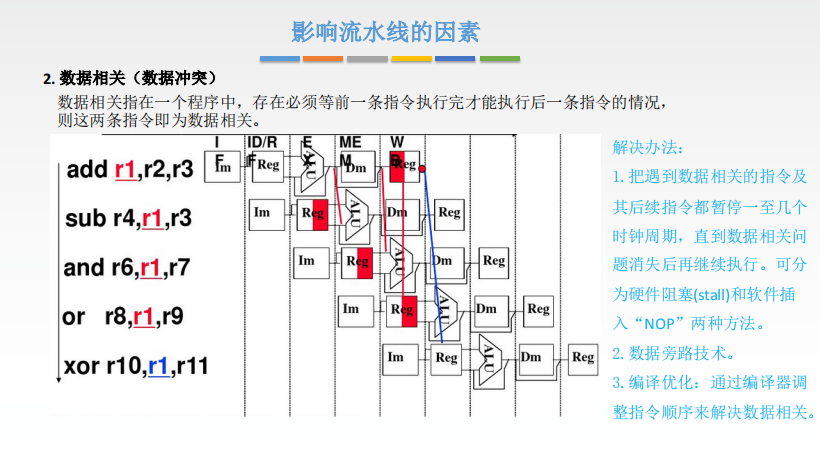 影响流水线的因素
2. 数据相关（数据冲突）
数据相关指在一个程序中，存在必须等前一条指令执行完才能执行后一条指令的情况，
则这两条指令即为数据相关。
IF ID/RF EX MEM WB
add r1,r2,r3 Im Reg ALU Dm Reg
sub r4,r1,r3 Im Reg ALU Dm Reg
and r6,r1,r7 Im Reg ALU Dm Reg
or r8,r1,r9 Im Reg ALU Dm Reg
xor r10,r1,r11 Im Reg ALU Dm Reg
解决办法：
1. 把遇到数据相关的指令及
其后续指令都暂停一至几个
时钟周期，直到数据相关问
题消失后再继续执行。可分
为硬件阻塞(stall)和软件插
入“NOP”两种方法。
2. 数据旁路技术。
3. 编译优化：通过编译器调
整指令顺序来解决数据相关。